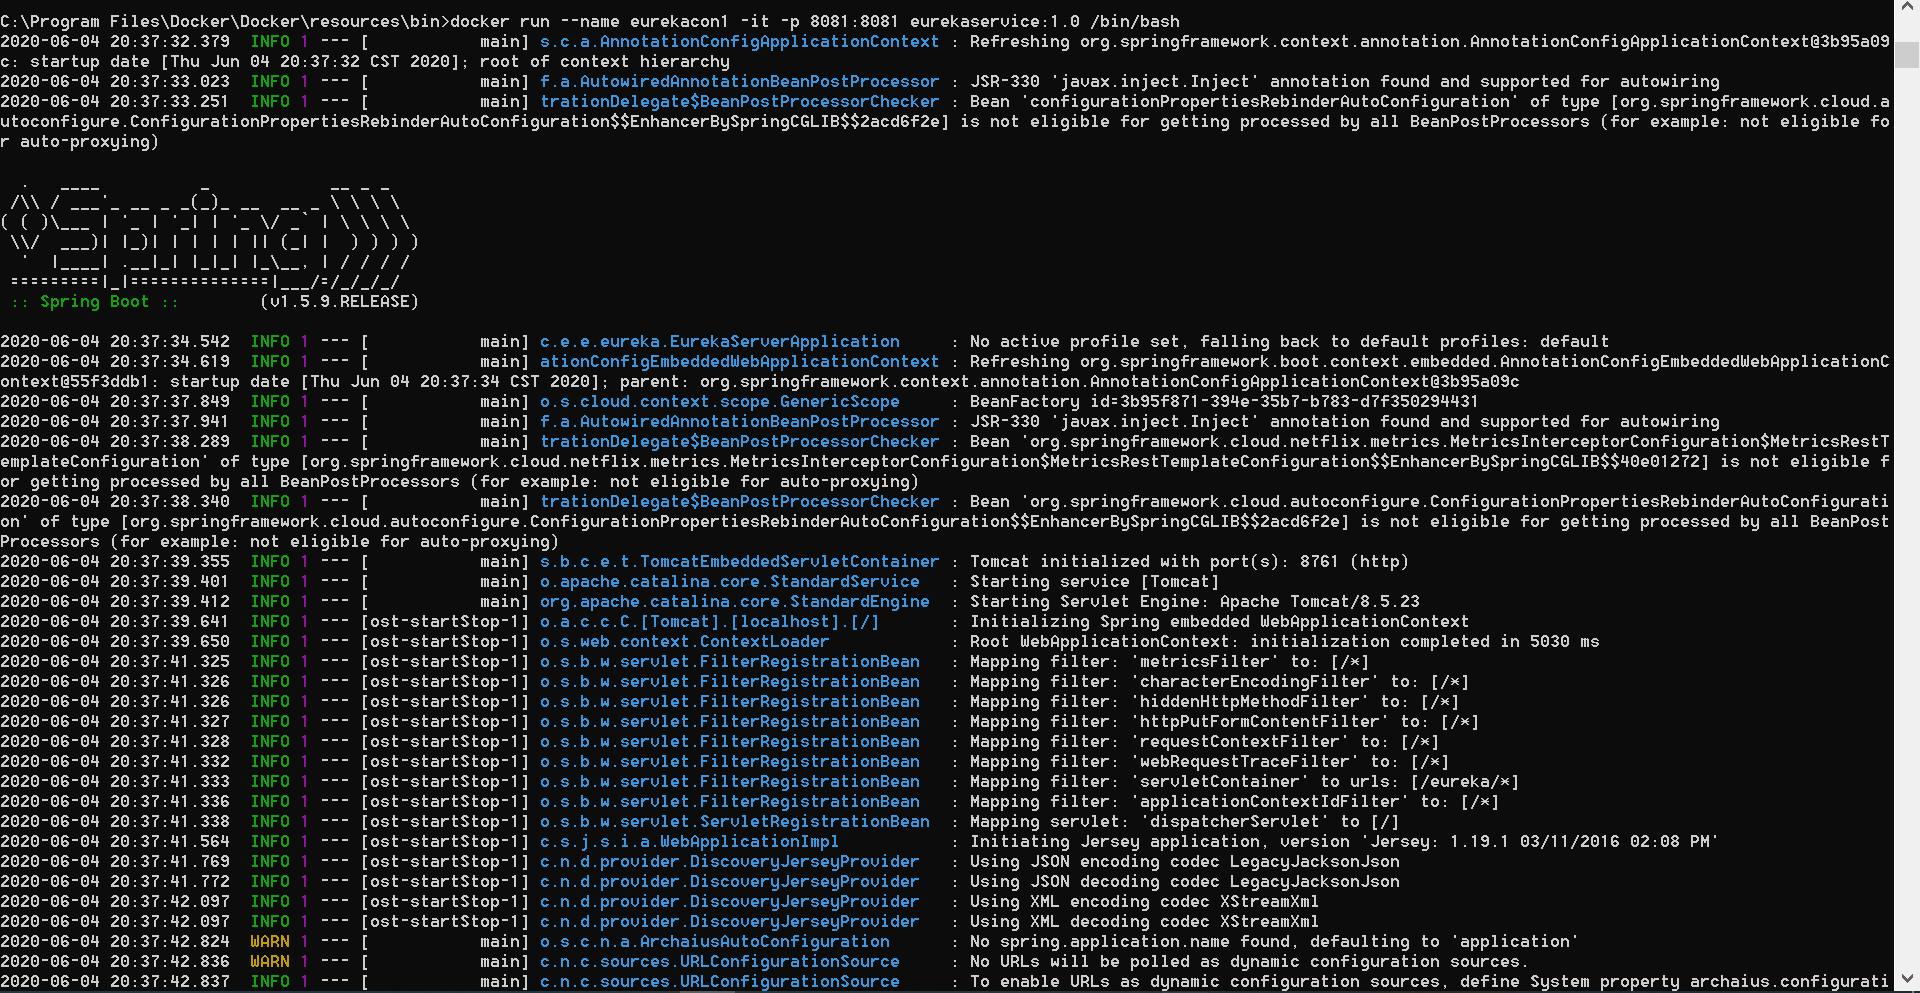 C:\Program Files\Docker\Docker\resources\bin>docker run --name eurekacon1 -it -p 8081:8081 eurekaservice:1.0 /bin/bash
2020-06-04 20:37:32.379  INFO 1 --- [           main] s.c.a.AnnotationConfigApplicationContext : Refreshing org.springframework.context.annotation.AnnotationConfigApplicationContext@3b95a09
c: startup date [Thu Jun 04 20:37:32 CST 2020]; root of context hierarchy
2020-06-04 20:37:33.023  INFO 1 --- [           main] f.a.AutowiredAnnotationBeanPostProcessor : JSR-330 'javax.inject.Inject' annotation found and supported for autowiring
2020-06-04 20:37:33.251  INFO 1 --- [           main] trationDelegate$BeanPostProcessorChecker : Bean 'configurationPropertiesRebinderAutoConfiguration' of type [org.springframework.cloud.a
utoconfigure.ConfigurationPropertiesRebinderAutoConfiguration$$EnhancerBySpringCGLIB$$2acd6f2e] is not eligible for getting processed by all BeanPostProcessors (for example: not eligible fo
r auto-proxying)
  .   ____          _            __ _ _
 /\\ / ___'_ __ _ _(_)_ __  __ _ \ \ \ \
( ( )\___ | '_ | '_| | '_ \/ _` | \ \ \ \
 \\/  ___)| |_)| | | | | || (_| |  ) ) ) )
  '  |____| .__|_| |_|_| |_\__, | / / / /
 =========|_|==============|___/=/_/_/_/
 :: Spring Boot ::        (v1.5.9.RELEASE)
2020-06-04 20:37:34.542  INFO 1 --- [           main] c.e.e.eureka.EurekaServerApplication     : No active profile set, falling back to default profiles: default
2020-06-04 20:37:34.619  INFO 1 --- [           main] ationConfigEmbeddedWebApplicationContext : Refreshing org.springframework.boot.context.embedded.AnnotationConfigEmbeddedWebApplicationC
ontext@55f3ddb1: startup date [Thu Jun 04 20:37:34 CST 2020]; parent: org.springframework.context.annotation.AnnotationConfigApplicationContext@3b95a09c
2020-06-04 20:37:37.849  INFO 1 --- [           main] o.s.cloud.context.scope.GenericScope     : BeanFactory id=3b95f871-394e-35b7-b783-d7f350294431
2020-06-04 20:37:37.941  INFO 1 --- [           main] f.a.AutowiredAnnotationBeanPostProcessor : JSR-330 'javax.inject.Inject' annotation found and supported for autowiring
2020-06-04 20:37:38.289  INFO 1 --- [           main] trationDelegate$BeanPostProcessorChecker : Bean 'org.springframework.cloud.netflix.metrics.MetricsInterceptorConfiguration$MetricsRestT
emplateConfiguration' of type [org.springframework.cloud.netflix.metrics.MetricsInterceptorConfiguration$MetricsRestTemplateConfiguration$$EnhancerBySpringCGLIB$$40e01272] is not eligible f
or getting processed by all BeanPostProcessors (for example: not eligible for auto-proxying)
2020-06-04 20:37:38.340  INFO 1 --- [           main] trationDelegate$BeanPostProcessorChecker : Bean 'org.springframework.cloud.autoconfigure.ConfigurationPropertiesRebinderAutoConfigurati
on' of type [org.springframework.cloud.autoconfigure.ConfigurationPropertiesRebinderAutoConfiguration$$EnhancerBySpringCGLIB$$2acd6f2e] is not eligible for getting processed by all BeanPost
Processors (for example: not eligible for auto-proxying)
2020-06-04 20:37:39.355  INFO 1 --- [           main] s.b.c.e.t.TomcatEmbeddedServletContainer : Tomcat initialized with port(s): 8761 (http)
2020-06-04 20:37:39.401  INFO 1 --- [           main] o.apache.catalina.core.StandardService   : Starting service [Tomcat]
2020-06-04 20:37:39.412  INFO 1 --- [           main] org.apache.catalina.core.StandardEngine  : Starting Servlet Engine: Apache Tomcat/8.5.23
2020-06-04 20:37:39.641  INFO 1 --- [ost-startStop-1] o.a.c.c.C.[Tomcat].[localhost].[/]       : Initializing Spring embedded WebApplicationContext
2020-06-04 20:37:39.650  INFO 1 --- [ost-startStop-1] o.s.web.context.ContextLoader            : Root WebApplicationContext: initialization completed in 5030 ms
2020-06-04 20:37:41.325  INFO 1 --- [ost-startStop-1] o.s.b.w.servlet.FilterRegistrationBean   : Mapping filter: 'metricsFilter' to: [/*]
2020-06-04 20:37:41.326  INFO 1 --- [ost-startStop-1] o.s.b.w.servlet.FilterRegistrationBean   : Mapping filter: 'characterEncodingFilter' to: [/*]
2020-06-04 20:37:41.326  INFO 1 --- [ost-startStop-1] o.s.b.w.servlet.FilterRegistrationBean   : Mapping filter: 'hiddenHttpMethodFilter' to: [/*]
2020-06-04 20:37:41.327  INFO 1 --- [ost-startStop-1] o.s.b.w.servlet.FilterRegistrationBean   : Mapping filter: 'httpPutFormContentFilter' to: [/*]
2020-06-04 20:37:41.328  INFO 1 --- [ost-startStop-1] o.s.b.w.servlet.FilterRegistrationBean   : Mapping filter: 'requestContextFilter' to: [/*]
2020-06-04 20:37:41.332  INFO 1 --- [ost-startStop-1] o.s.b.w.servlet.FilterRegistrationBean   : Mapping filter: 'webRequestTraceFilter' to: [/*]
2020-06-04 20:37:41.333  INFO 1 --- [ost-startStop-1] o.s.b.w.servlet.FilterRegistrationBean   : Mapping filter: 'servletContainer' to urls: [/eureka/*]
2020-06-04 20:37:41.336  INFO 1 --- [ost-startStop-1] o.s.b.w.servlet.FilterRegistrationBean   : Mapping filter: 'applicationContextIdFilter' to: [/*]
2020-06-04 20:37:41.338  INFO 1 --- [ost-startStop-1] o.s.b.w.servlet.ServletRegistrationBean  : Mapping servlet: 'dispatcherServlet' to [/]
2020-06-04 20:37:41.564  INFO 1 --- [ost-startStop-1] c.s.j.s.i.a.WebApplicationImpl           : Initiating Jersey application, version 'Jersey: 1.19.1 03/11/2016 02:08 PM'
2020-06-04 20:37:41.769  INFO 1 --- [ost-startStop-1] c.n.d.provider.DiscoveryJerseyProvider   : Using JSON encoding codec LegacyJacksonJson
2020-06-04 20:37:41.772  INFO 1 --- [ost-startStop-1] c.n.d.provider.DiscoveryJerseyProvider   : Using JSON decoding codec LegacyJacksonJson
2020-06-04 20:37:42.097  INFO 1 --- [ost-startStop-1] c.n.d.provider.DiscoveryJerseyProvider   : Using XML encoding codec XStreamXml
2020-06-04 20:37:42.097  INFO 1 --- [ost-startStop-1] c.n.d.provider.DiscoveryJerseyProvider   : Using XML decoding codec XStreamXml
2020-06-04 20:37:42.824  WARN 1 --- [           main] o.s.c.n.a.ArchaiusAutoConfiguration      : No spring.application.name found, defaulting to 'application'
2020-06-04 20:37:42.836  WARN 1 --- [           main] c.n.c.sources.URLConfigurationSource     : No URLs will be polled as dynamic configuration sources.
2020-06-04 20:37:42.837  INFO 1 --- [           main] c.n.c.sources.URLConfigurationSource     : To enable URLs as dynamic configuration sources, define System property archaius.configurati